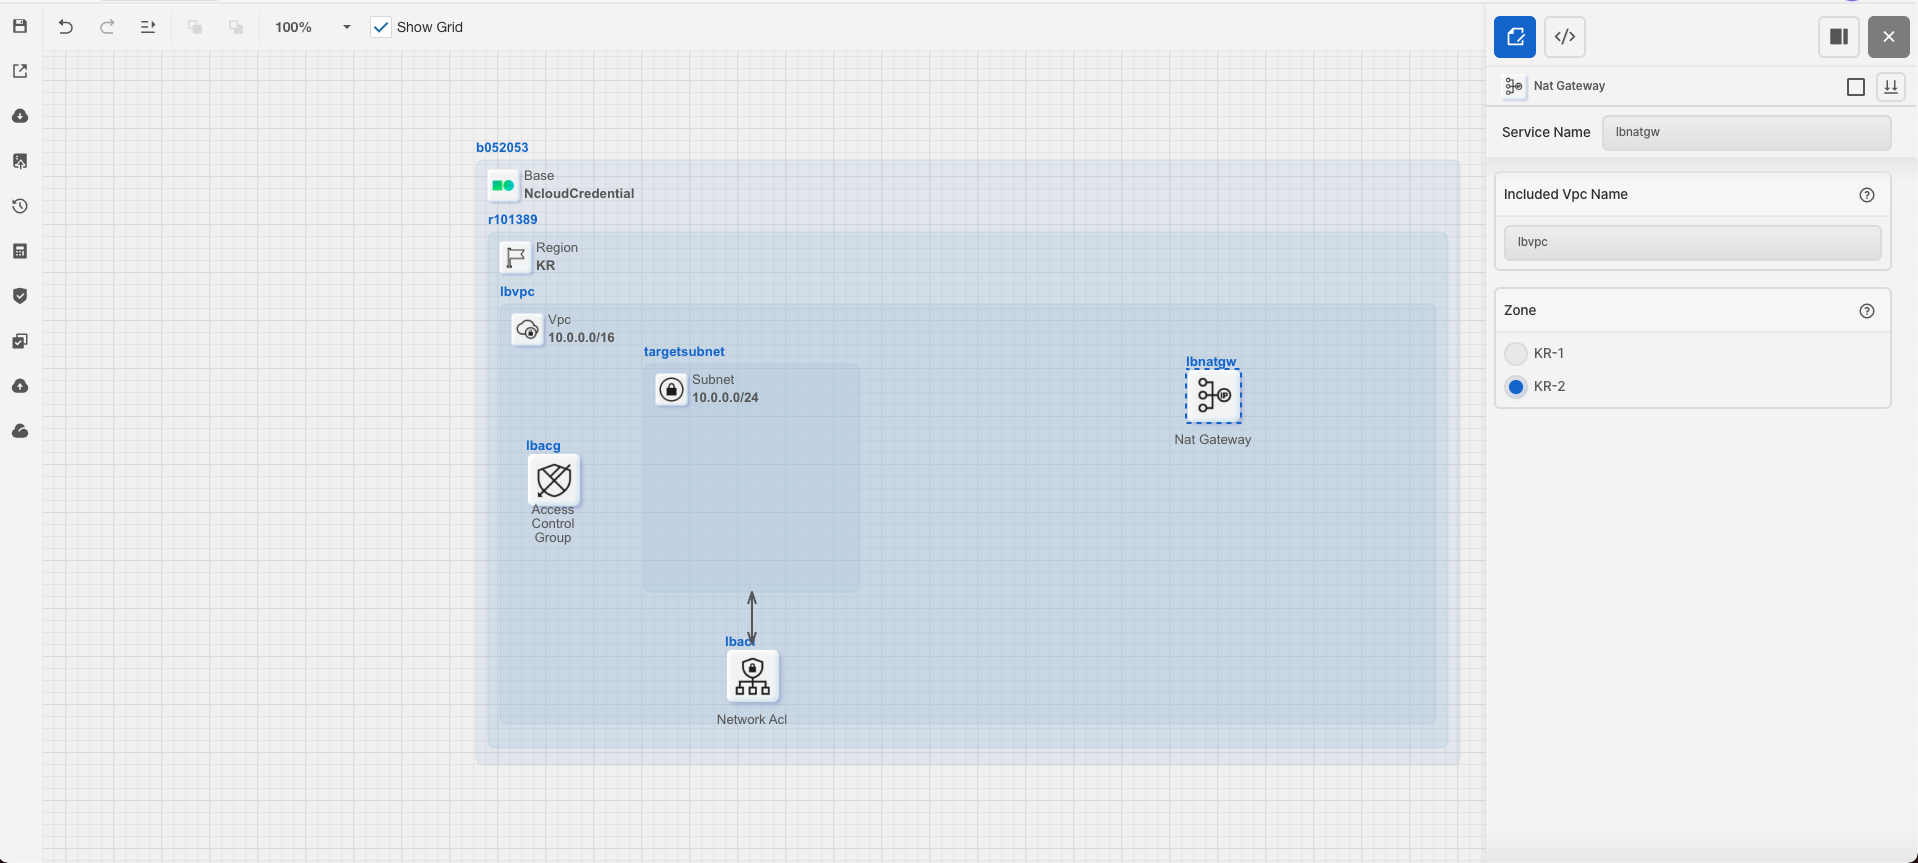 100%
Show Grid
Nat Gateway
Service Name
lbnatgw
Included Vpc Name
lbvpc
Zone
KR-1
KR-2
b052053
Base
NcloudCredential
r101389
Region
KR
lbvpc
Vpc
10.0.0.0/16
targetsubnet
Subnet
10.0.0.0/24
lbnatgw
IP
Nat Gateway
lbacg
Access
Control
Group
lbacl
Network Acl